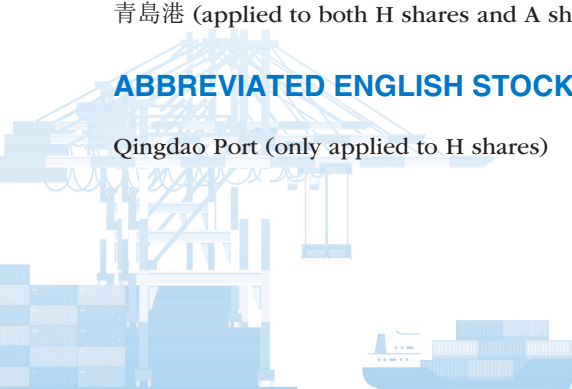 青島港 (applied to both H shares and A sh
ABBREVIATED ENGLISH STOCK
Qingdao Port (only applied to H shares)